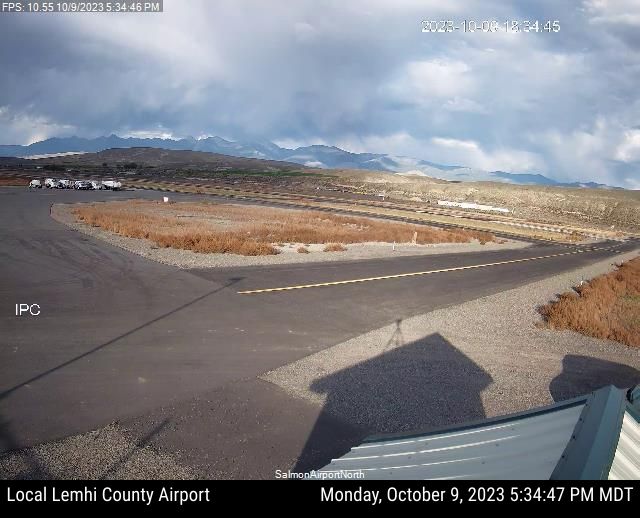 FPS: 10.55 10/9/2023 5:34:46 PM
2023-10-09 18:34:45
IPC
SalmonAirportNorth
Local Lemhi County Airport
Monday, October 9, 2023 5:34:47 PM MDT